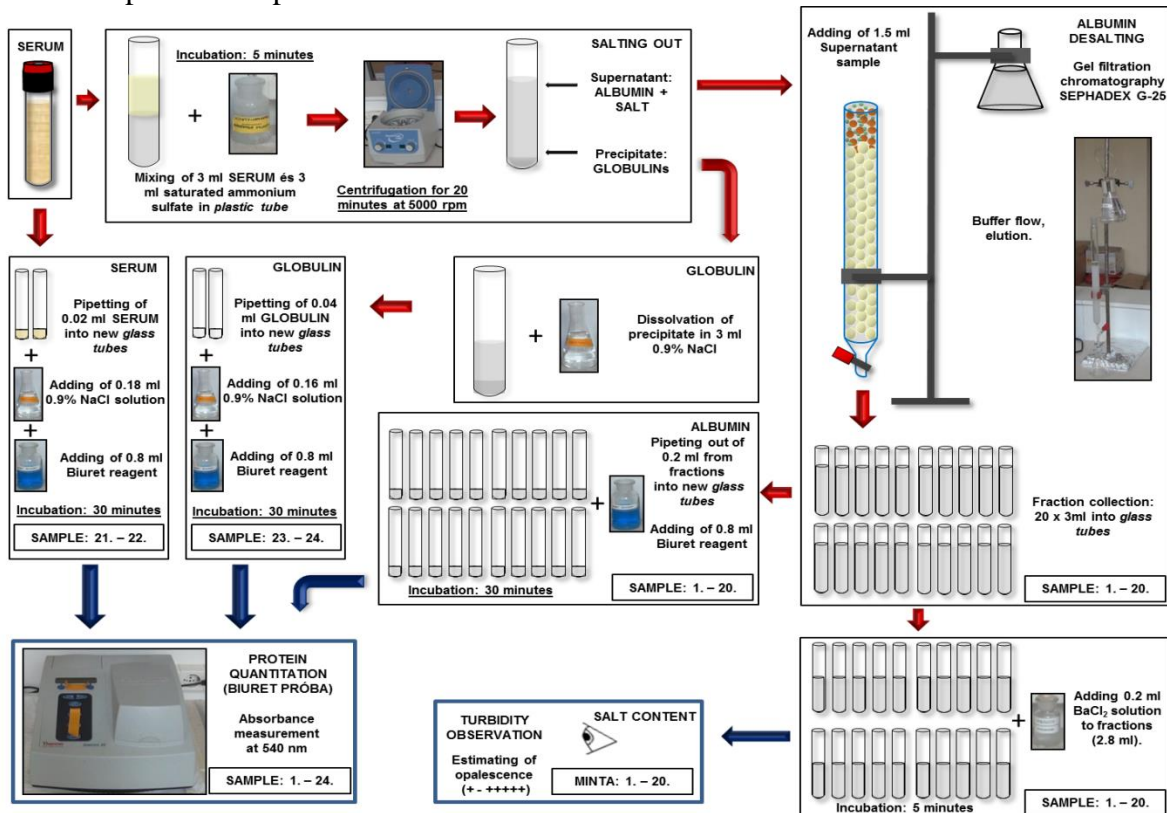 SERUM
Incubation: 5 minutes
+
Mixing of 3 ml SERUM és 3
ml saturated ammonium
sulfate in plastic tube
Centrifugation for 20
minutes at 5000 rpm
SALTING OUT
Supernatant:
ALBUMIN +
SALT
Precipitate:
GLOBULINs
Adding of 1.5 ml
Supernatant
sample
ALBUMIN
DESALTING
Gel filtration
chromatography
SEPHADEX G-25
Buffer flow,
elution.
SERUM
Pipetting of
0.02 ml SERUM
into new glass
tubes
+
Adding of 0.18 ml
0.9% NaCl solution
+
Adding of 0.8 ml
Biuret reagent
Incubation: 30 minutes
SAMPLE: 21. – 22.
GLOBULIN
Pipetting of 0.04
ml GLOBULIN
into new glass
tubes
+
Adding of 0.16 ml
0.9% NaCl solution
+
Adding of 0.8 ml
Biuret reagent
Incubation: 30 minutes
SAMPLE: 23. – 24.
GLOBULIN
+
Dissolvation of
precipitate in 3 ml
0.9% NaCl
ALBUMIN
Pipeting out of
0.2 ml from
fractions
into new glass
tubes
+
Adding of 0.8 ml
Biuret reagent
Incubation: 30 minutes
SAMPLE: 1. – 20.
Fraction collection:
20 x 3ml into glass
tubes
SAMPLE: 1. – 20.
PROTEIN
QUANTITATION
(BIURET PRÓBA)
Absorbance
measurement
at 540 nm
SAMPLE: 1. – 24.
TURBIDITY
OBSERVATION
Estimating of
opalescence
(+ - +++++)
SALT CONTENT
MINTA: 1. – 20.
+
Adding 0.2 ml
BaCl₂ solution
to fractions
(2.8 ml).
Incubation: 5 minutes
SAMPLE: 1. – 20.